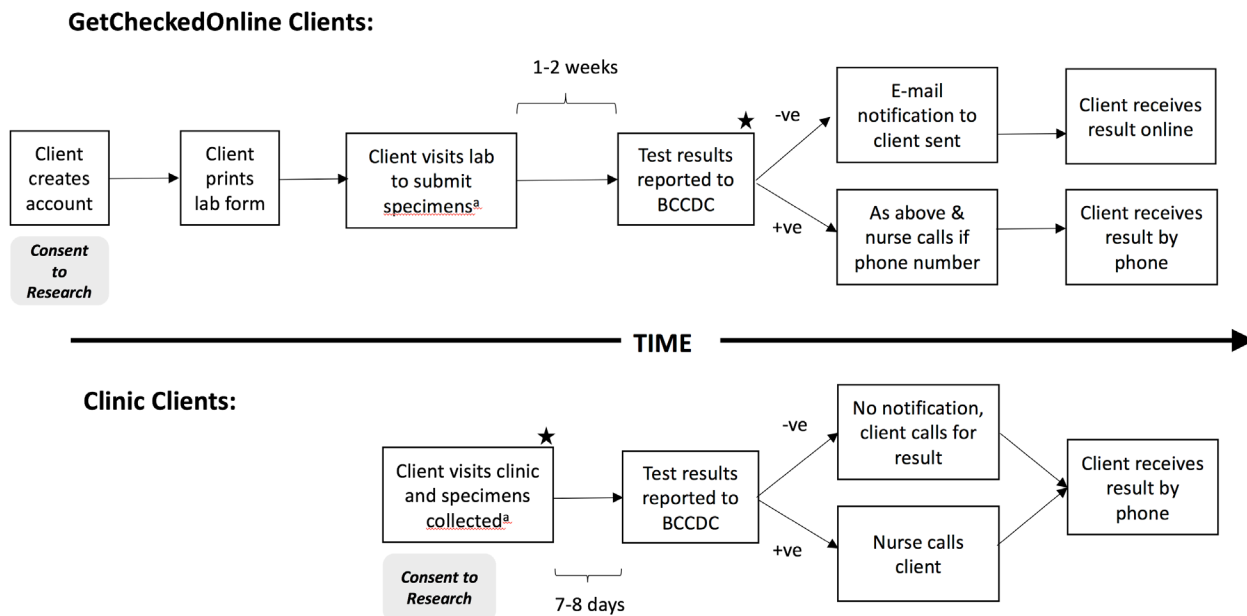 GetCheckedOnline Clients:
1-2 weeks
Client
creates
account
Client
prints
lab form
Client visits lab
to submit
specimensᵃ
Test results
reported to
BCCDC
-ve
+ve
E-mail
notification to
client sent
Client receives
result online
As above &
nurse calls if
phone number
Client receives
result by
phone
Consent
to
Research
TIME
Clinic Clients:
Client visits clinic
and specimens
collectedᵃ
Test results
reported to
BCCDC
-ve
+ve
No notification,
client calls for
result
Nurse calls
client
Client receives
result by
phone
Consent to
Research
7-8 days